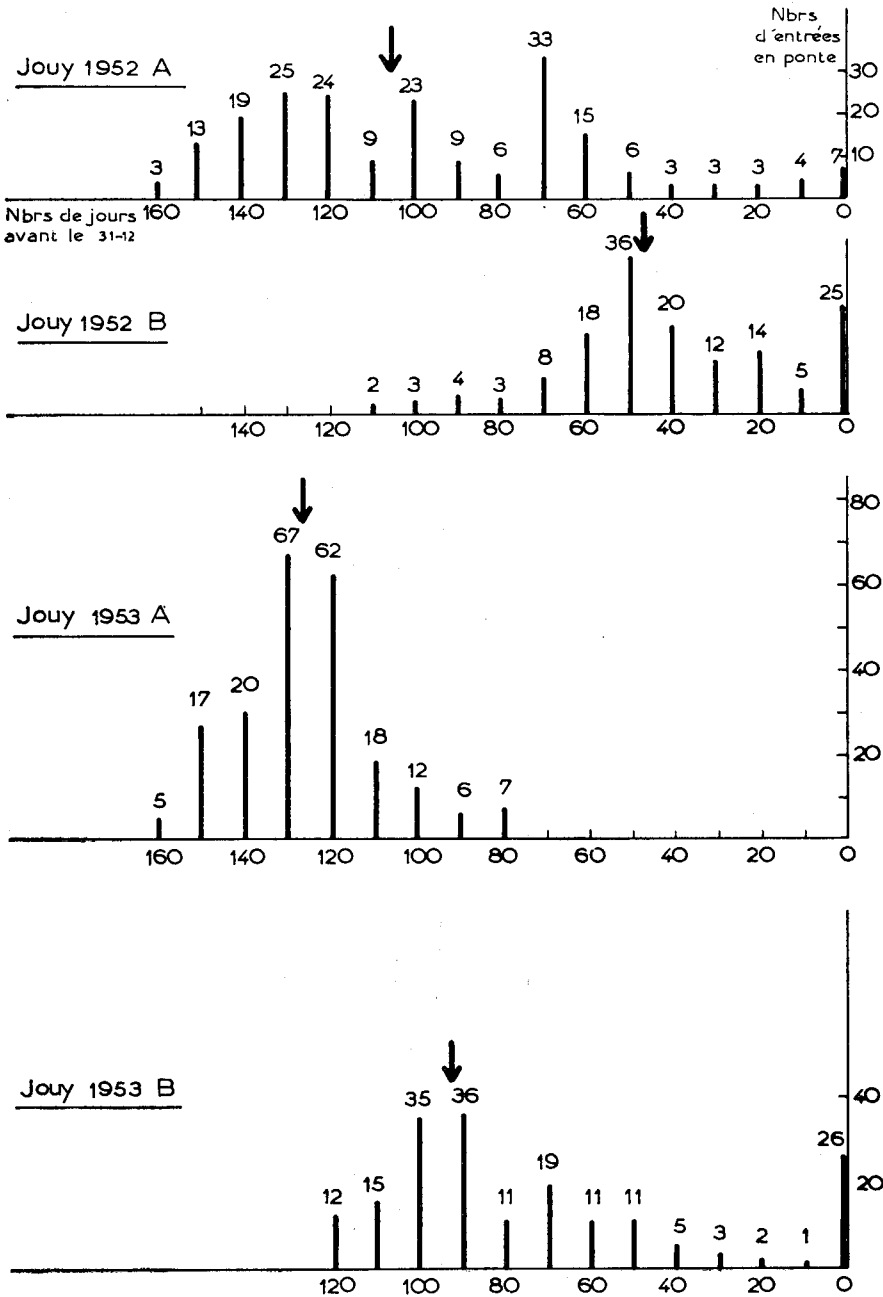 Nbrs
d'entrées
en ponte
Jouy 1952 A
3 13 19 25 24 9 23 9 6 33 15 6 3 3 3 4 7
30
20
10
160 140 120 100 80 60 40 20 0
Nbrs de jours
avant le 31-12
Jouy 1952 B
2 3 4 3 8 18 36 20 12 14 5 25
140 120 100 80 60 40 20 0
Jouy 1953 A
5 17 20 67 62 18 12 6 7
80
60
40
20
160 140 120 100 80 60 40 20 0
Jouy 1953 B
12 15 35 36 11 19 11 11 5 3 2 1 26
40
20
120 100 80 60 40 20 0